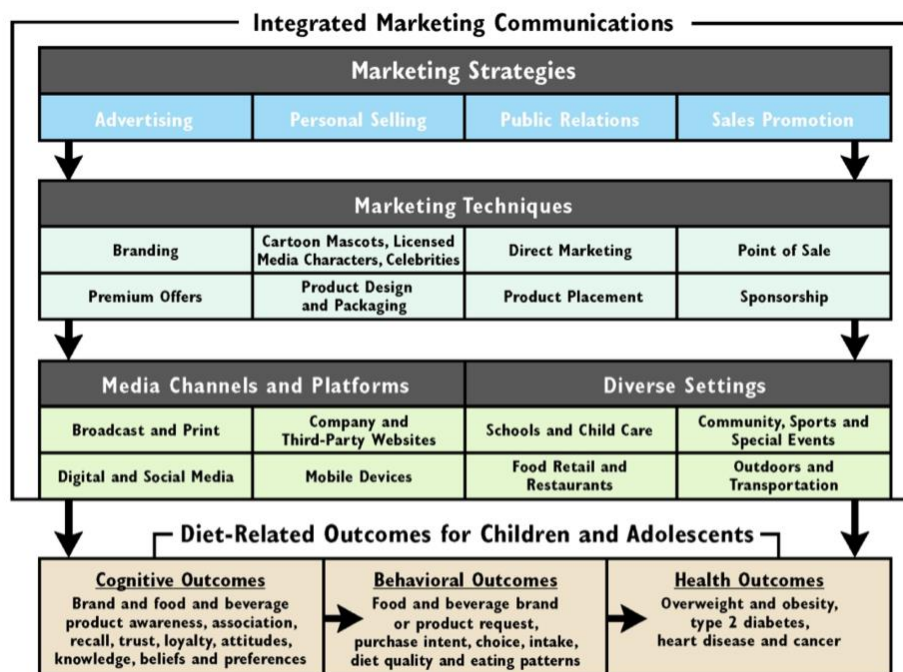 Integrated Marketing Communications
Marketing Strategies
Advertising
Personal Selling
Public Relations
Sales Promotion
Marketing Techniques
Branding
Cartoon Mascots, Licensed
Media Characters, Celebrities
Direct Marketing
Point of Sale
Premium Offers
Product Design
and Packaging
Product Placement
Sponsorship
Media Channels and Platforms
Diverse Settings
Broadcast and Print
Company and
Third-Party Websites
Schools and Child Care
Community, Sports and
Special Events
Digital and Social Media
Mobile Devices
Food Retail and
Restaurants
Outdoors and
Transportation
Diet-Related Outcomes for Children and Adolescents
Cognitive Outcomes
Brand and food and beverage
product awareness, association,
recall, trust, loyalty, attitudes,
knowledge, beliefs and preferences
Behavioral Outcomes
Food and beverage brand
or product request,
purchase intent, choice, intake,
diet quality and eating patterns
Health Outcomes
Overweight and obesity,
type 2 diabetes,
heart disease and cancer